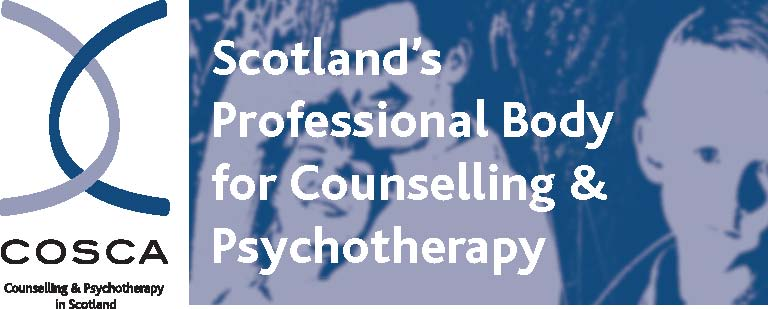 COSCA
Counselling & Psychotherapy
in Scotland
Scotland's
Professional Body
for Counselling &
Psychotherapy